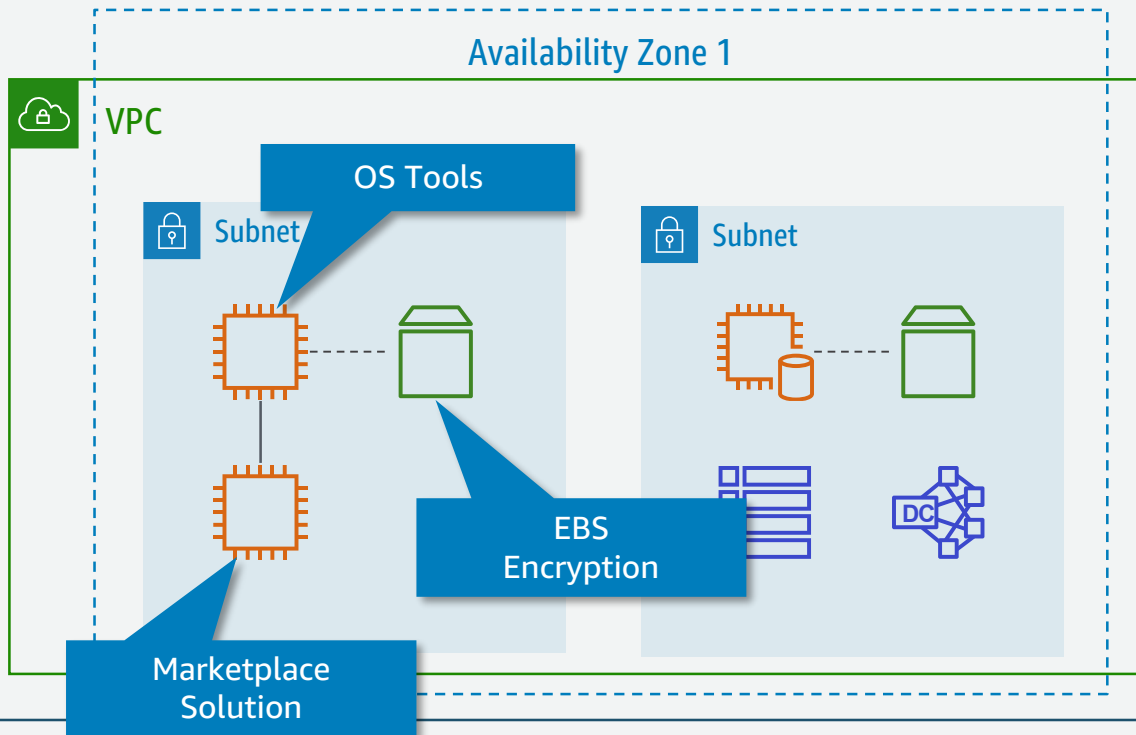 Availability Zone 1
VPC
OS Tools
Subnet
Subnet
DC
EBS
Encryption
Marketplace
Solution